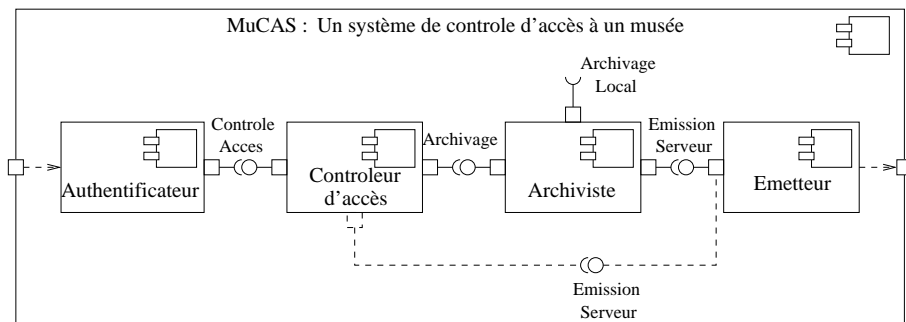 MuCAS : Un système de controle d'accès à un musée
Archivage
Local
Controle
Acces
Archivage
Emission
Serveur
Authentificateur
Controleur
d'accès
Archiviste
Emetteur
Emission
Serveur